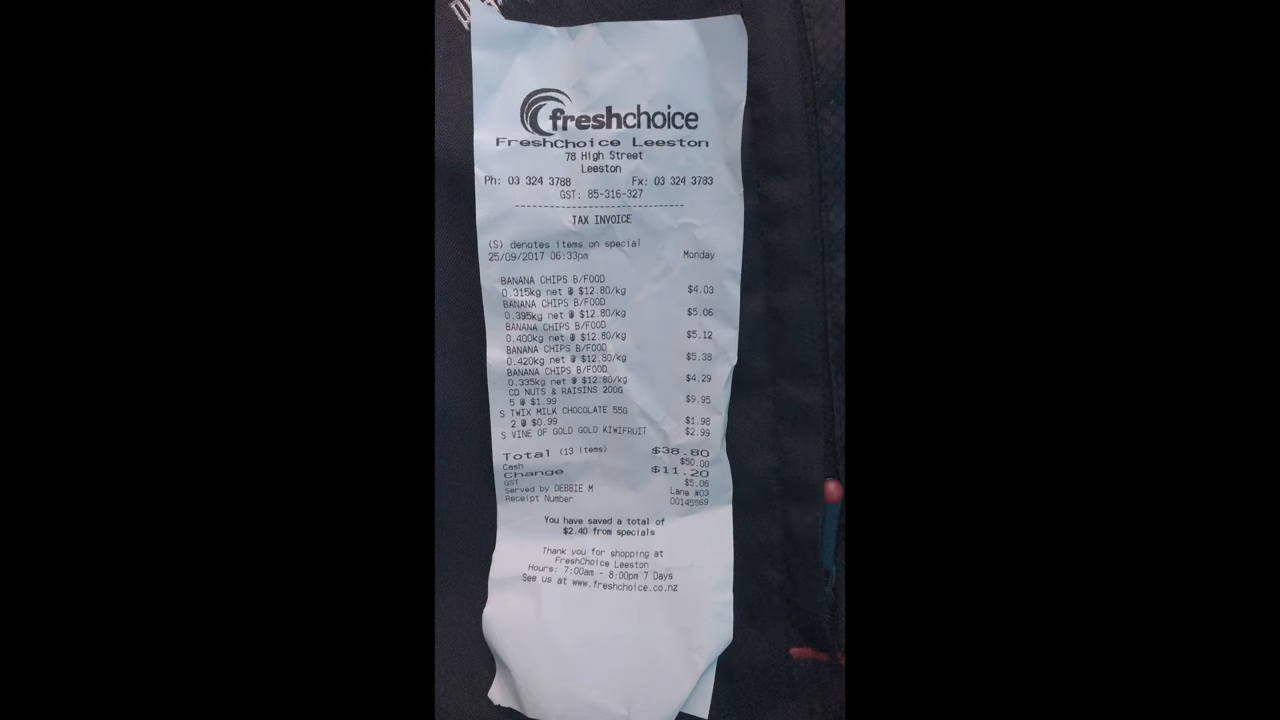 freshchoice
FreshChoice Leeston
78 High Street
Leeston
Ph: 03 324 3788 Fx: 03 324 3783
GST: 85-316-327
--------------------------------
TAX INVOICE
(S) denotes items on special
25/09/2017 06:33pm Monday
BANANA CHIPS B/FOOD
0.315kg net @ $12.80/kg $4.03
BANANA CHIPS B/FOOD
0.395kg net @ $12.80/kg $5.06
BANANA CHIPS B/FOOD
0.400kg net @ $12.80/kg $5.12
BANANA CHIPS B/FOOD
0.420kg net @ $12.80/kg $5.38
BANANA CHIPS B/FOOD
0.335kg net @ $12.80/kg $4.29
CD NUTS & RAISINS 200G
5 @ $1.99 $9.95
S TWIX MILK CHOCOLATE 55G
2 @ $0.99 $1.98
S VINE OF GOLD GOLD KIWIFRUIT $2.99
Total (13 items) $38.80
Cash $50.00
Change $11.20
GST $5.06
Served by DEBBIE M Lane #03
Receipt Number 00145569
You have saved a total of
$2.40 from specials
Thank you for shopping at
FreshChoice Leeston
Hours: 7:00am - 8:00pm 7 Days
See us at www.freshchoice.co.nz